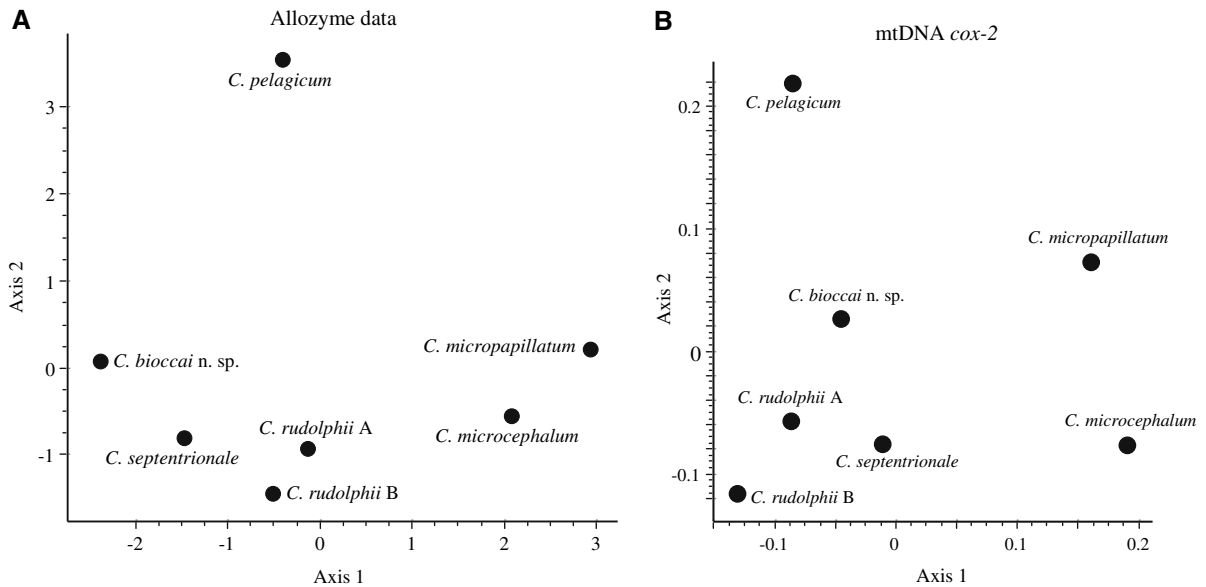 A
Allozyme data
C. pelagicum
3
2
1
0
-1
Axis 2
C. bioccai n. sp.
C. micropapillatum
C. septentrionale
C. rudolphii A
C. microcephalum
C. rudolphii B
-2
-1
0
1
2
3
Axis 1
B
mtDNA cox-2
C. pelagicum
0.2
0.1
0
-0.1
Axis 2
C. micropapillatum
C. bioccai n. sp.
C. rudolphii A
C. microcephalum
C. septentrionale
C. rudolphii B
-0.1
0
0.1
0.2
Axis 1